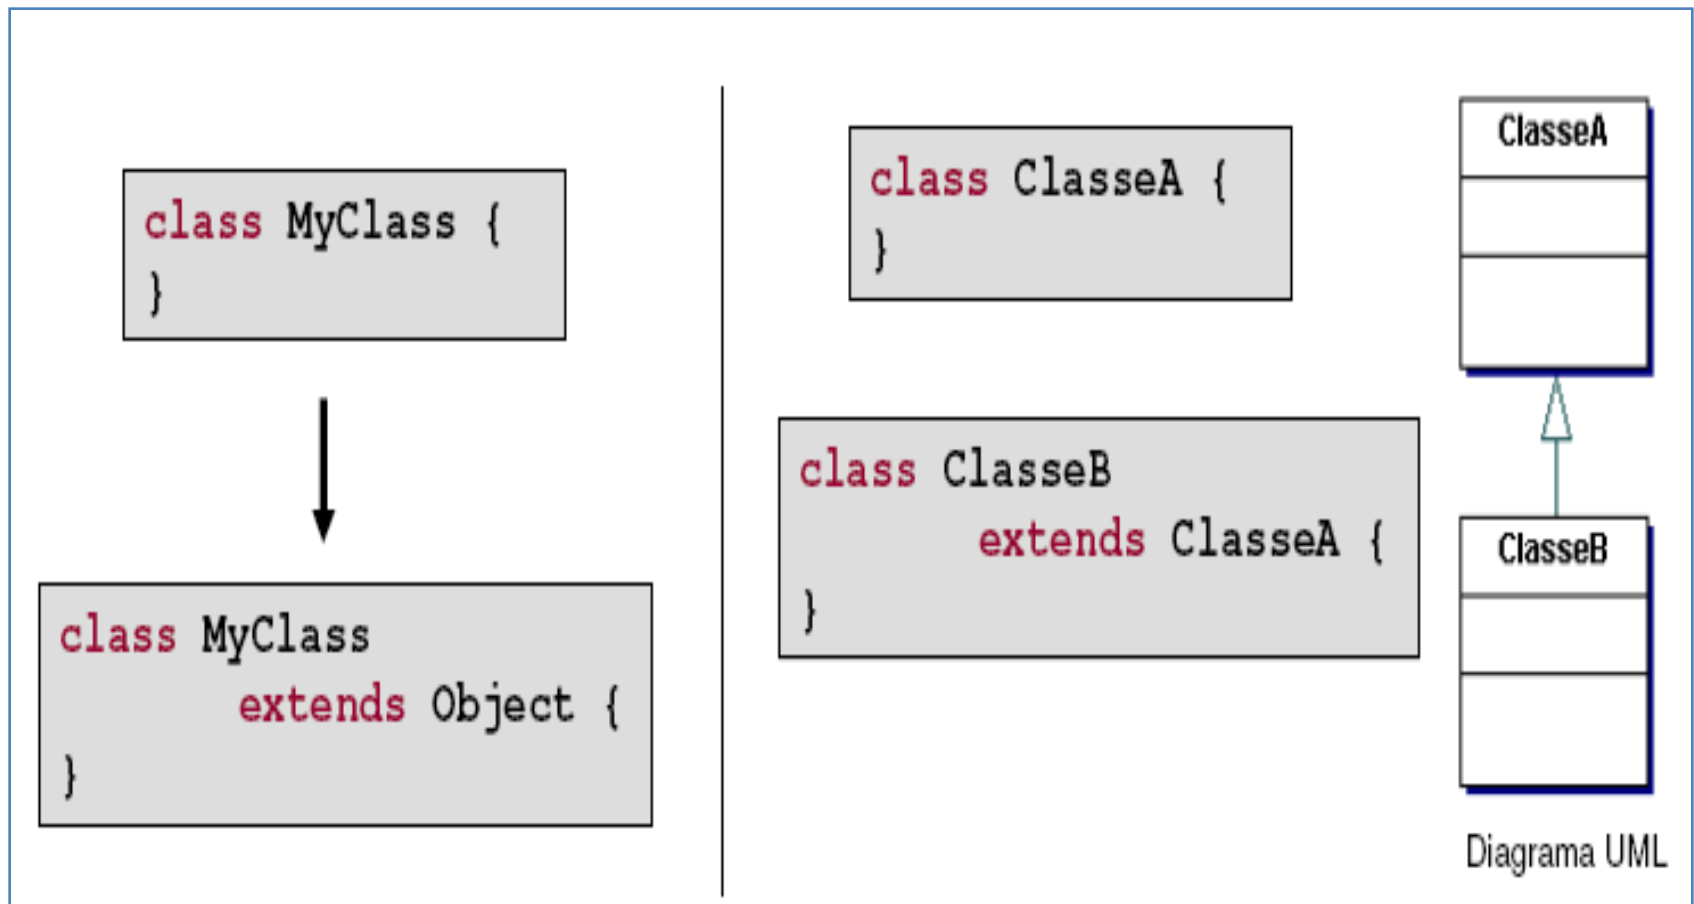 class MyClass {
}
class MyClass
extends Object {
}
class ClasseA {
}
class ClasseB
extends ClasseA {
}
ClasseA
ClasseB
Diagrama UML